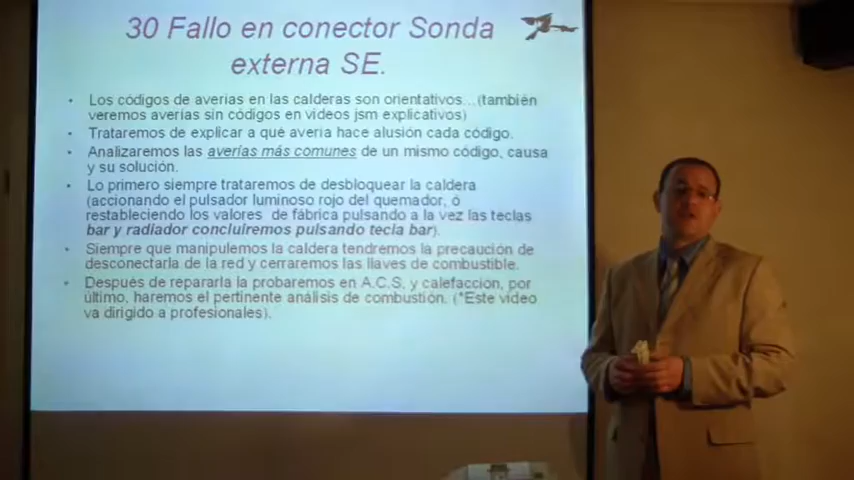 30 Fallo en conector Sonda
externa SE.
• Los códigos de averías en las calderas son orientativos...(también
veremos averías sin códigos en videos jsm explicativos)
• Trataremos de explicar a qué avería hace alusión cada código.
• Analizaremos las averías más comunes de un mismo código, causa
y su solución.
• Lo primero siempre trataremos de desbloquear la caldera
(accionando el pulsador luminoso rojo del quemador, ó
restableciendo los valores de fábrica pulsando a la vez las teclas
bar y radiador concluiremos pulsando tecla bar).
• Siempre que manipulemos la caldera tendremos la precaución de
desconectarla de la red y cerraremos las llaves de combustible.
• Después de repararla la probaremos en A.C.S. y calefacción, por
último, haremos el pertinente análisis de combustión. (*Este video
va dirigido a profesionales).